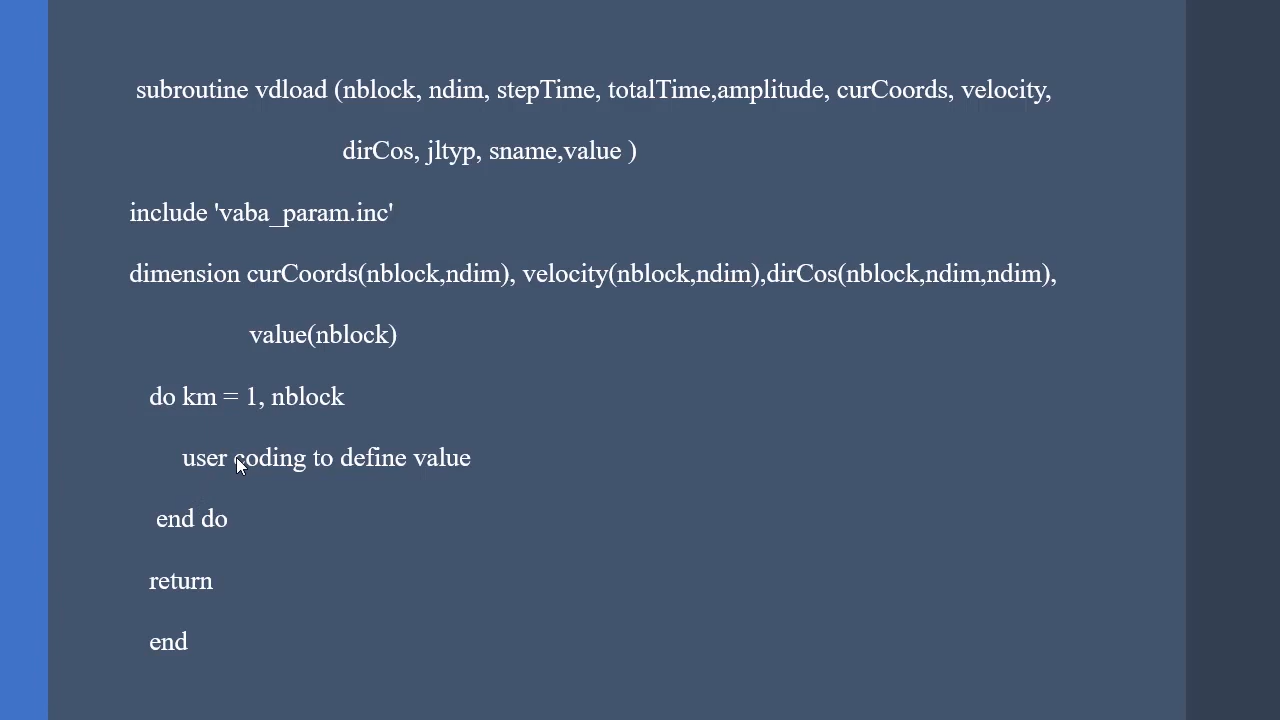 subroutine vdload (nblock, ndim, stepTime, totalTime,amplitude, curCoords, velocity,
dirCos, jltyp, sname,value )
include 'vaba_param.inc'
dimension curCoords(nblock,ndim), velocity(nblock,ndim),dirCos(nblock,ndim,ndim),
value(nblock)
do km = 1, nblock
user coding to define value
end do
return
end